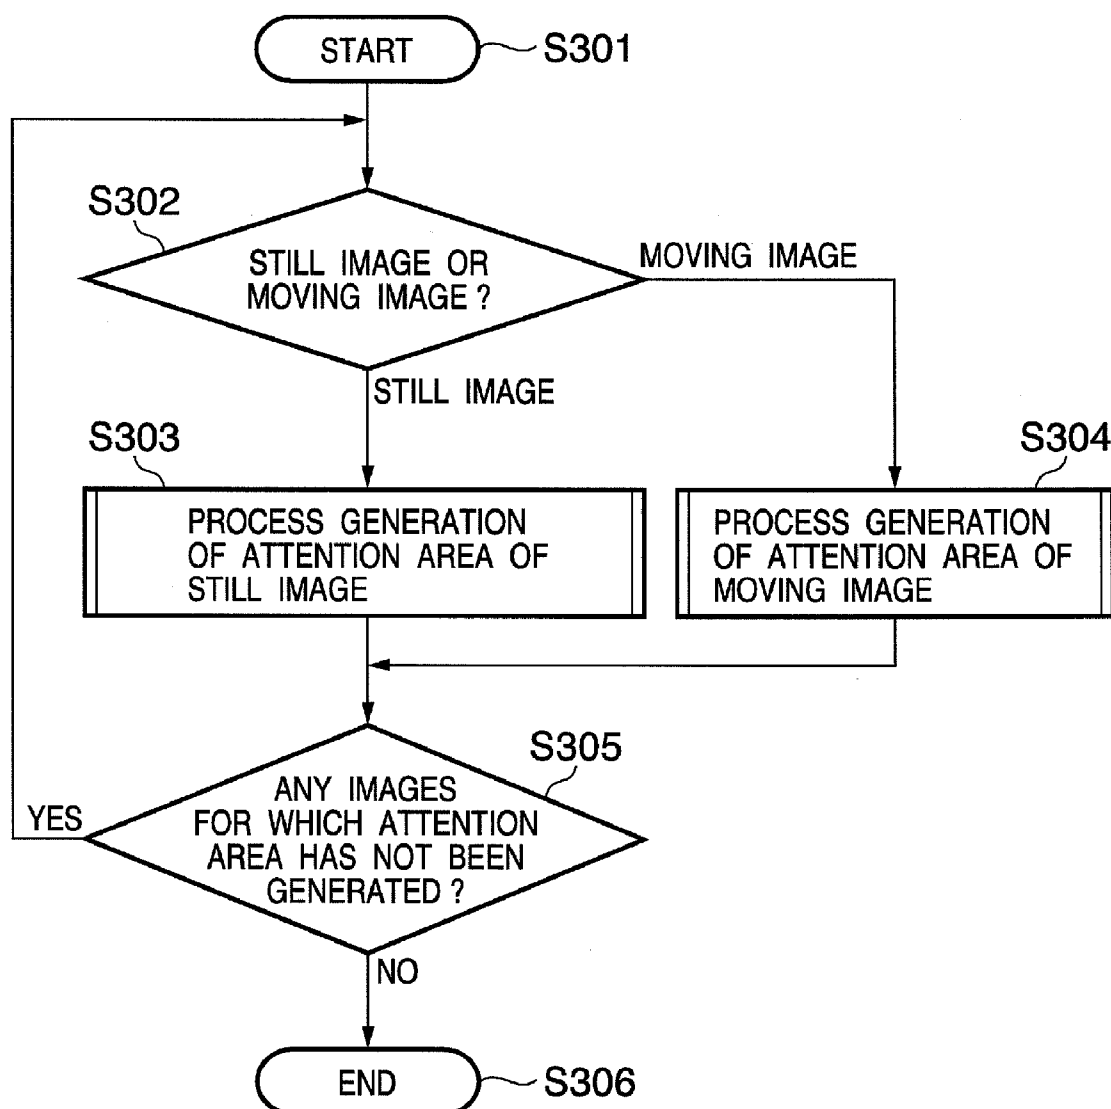 START
S301
S302
STILL IMAGE OR
MOVING IMAGE ?
MOVING IMAGE
STILL IMAGE
S303
PROCESS GENERATION
OF ATTENTION AREA OF
STILL IMAGE
S304
PROCESS GENERATION
OF ATTENTION AREA OF
MOVING IMAGE
S305
ANY IMAGES
FOR WHICH ATTENTION
AREA HAS NOT BEEN
GENERATED ?
YES
NO
END
S306